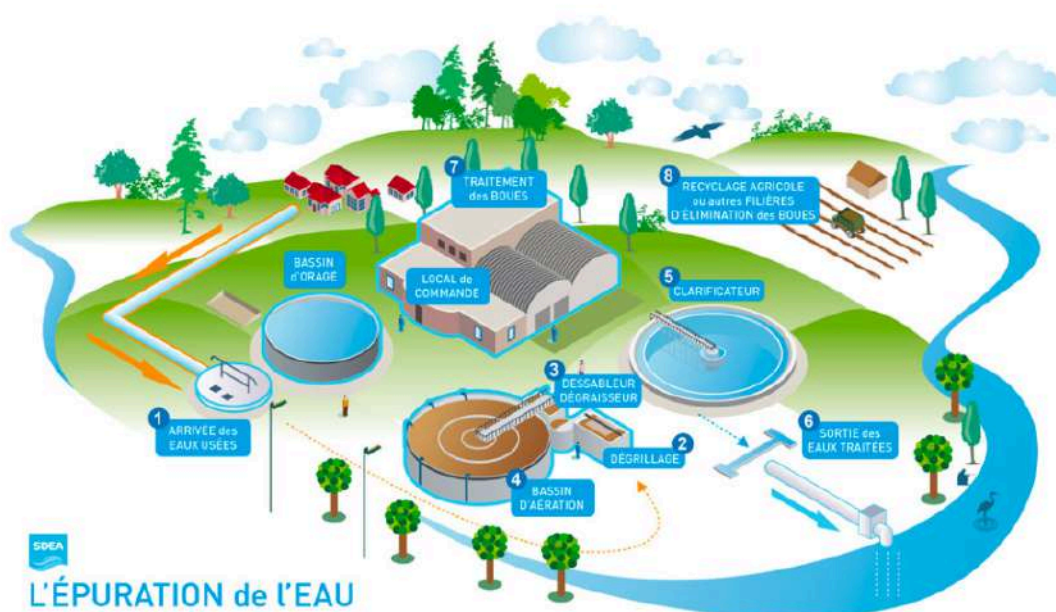 7
TRAITEMENT
des BOUES
8
RECYCLAGE AGRICOLE
ou autres FILIÈRES
D'ÉLIMINATION des BOUES
BASSIN
d'ORAGE
LOCAL de
COMMANDE
5
CLARIFICATEUR
3
DESSABLEUR
DÉGRAISSEUR
1
ARRIVÉE des
EAUX USÉES
2
DÉGRILLAGE
6
SORTIE des
EAUX TRAITÉES
4
BASSIN
D'AÉRATION
SDEA
L'ÉPURATION de l'EAU